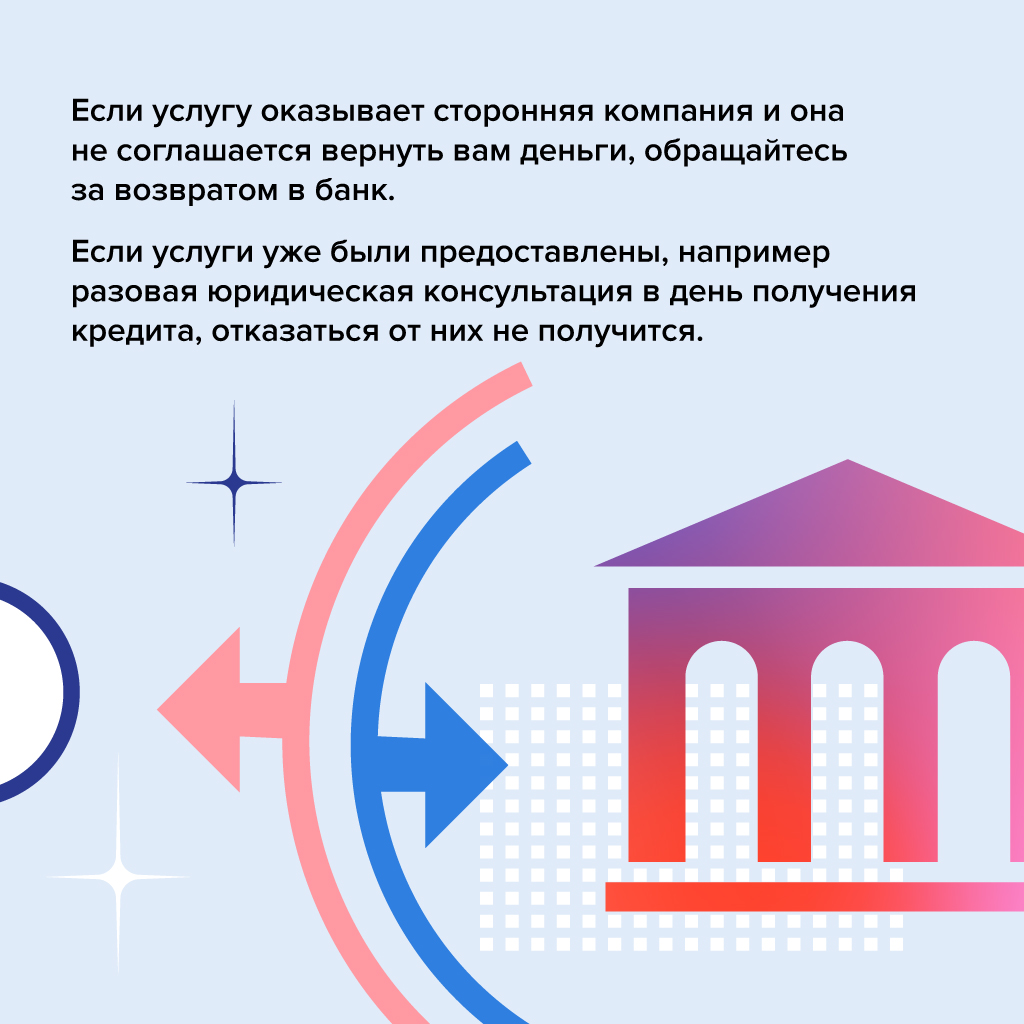 Если услугу оказывает сторонняя компания и она
не соглашается вернуть вам деньги, обращайтесь
за возвратом в банк.
Если услуги уже были предоставлены, например
разовая юридическая консультация в день получения
кредита, отказаться от них не получится.